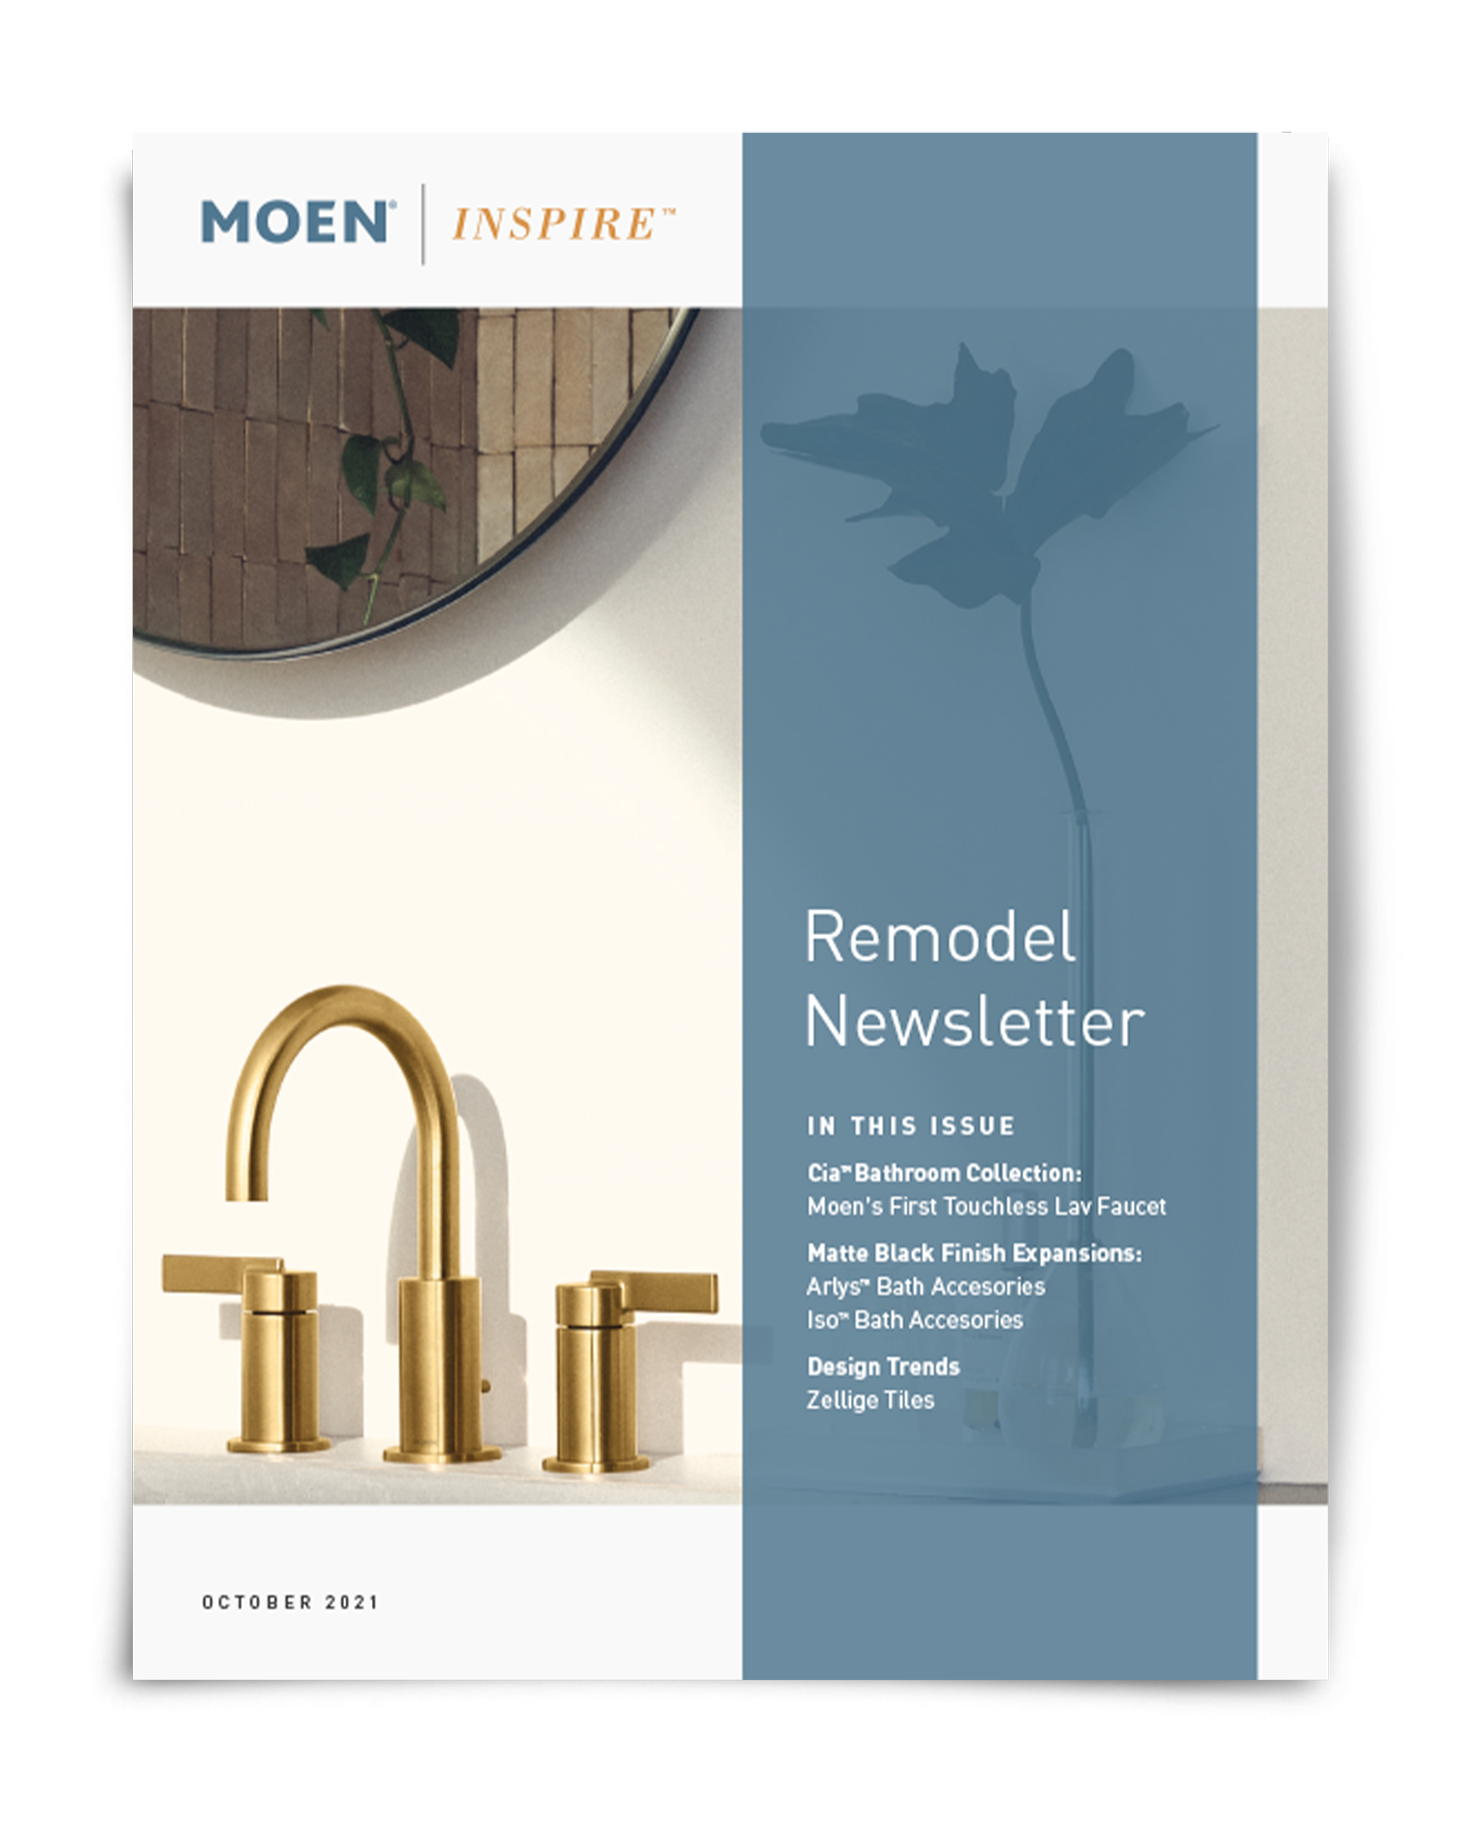 MOEN® | INSPIRE™
Remodel
Newsletter
IN THIS ISSUE
Cia™ Bathroom Collection:
Moen's First Touchless Lav Faucet
Matte Black Finish Expansions:
Arlys™ Bath Accesories
Iso™ Bath Accesories
Design Trends
Zellige Tiles
OCTOBER 2021